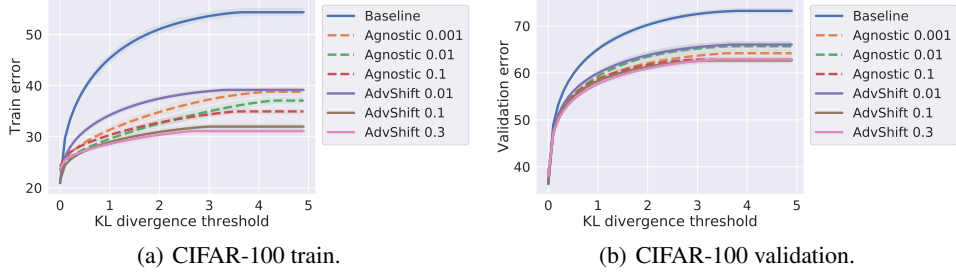 Train error
50
40
30
20
0 1 2 3 4 5
KL divergence threshold
Baseline
Agnostic 0.001
Agnostic 0.01
Agnostic 0.1
AdvShift 0.01
AdvShift 0.1
AdvShift 0.3
(a) CIFAR-100 train.
Validation error
70
60
50
40
0 1 2 3 4 5
KL divergence threshold
Baseline
Agnostic 0.001
Agnostic 0.01
Agnostic 0.1
AdvShift 0.01
AdvShift 0.1
AdvShift 0.3
(b) CIFAR-100 validation.